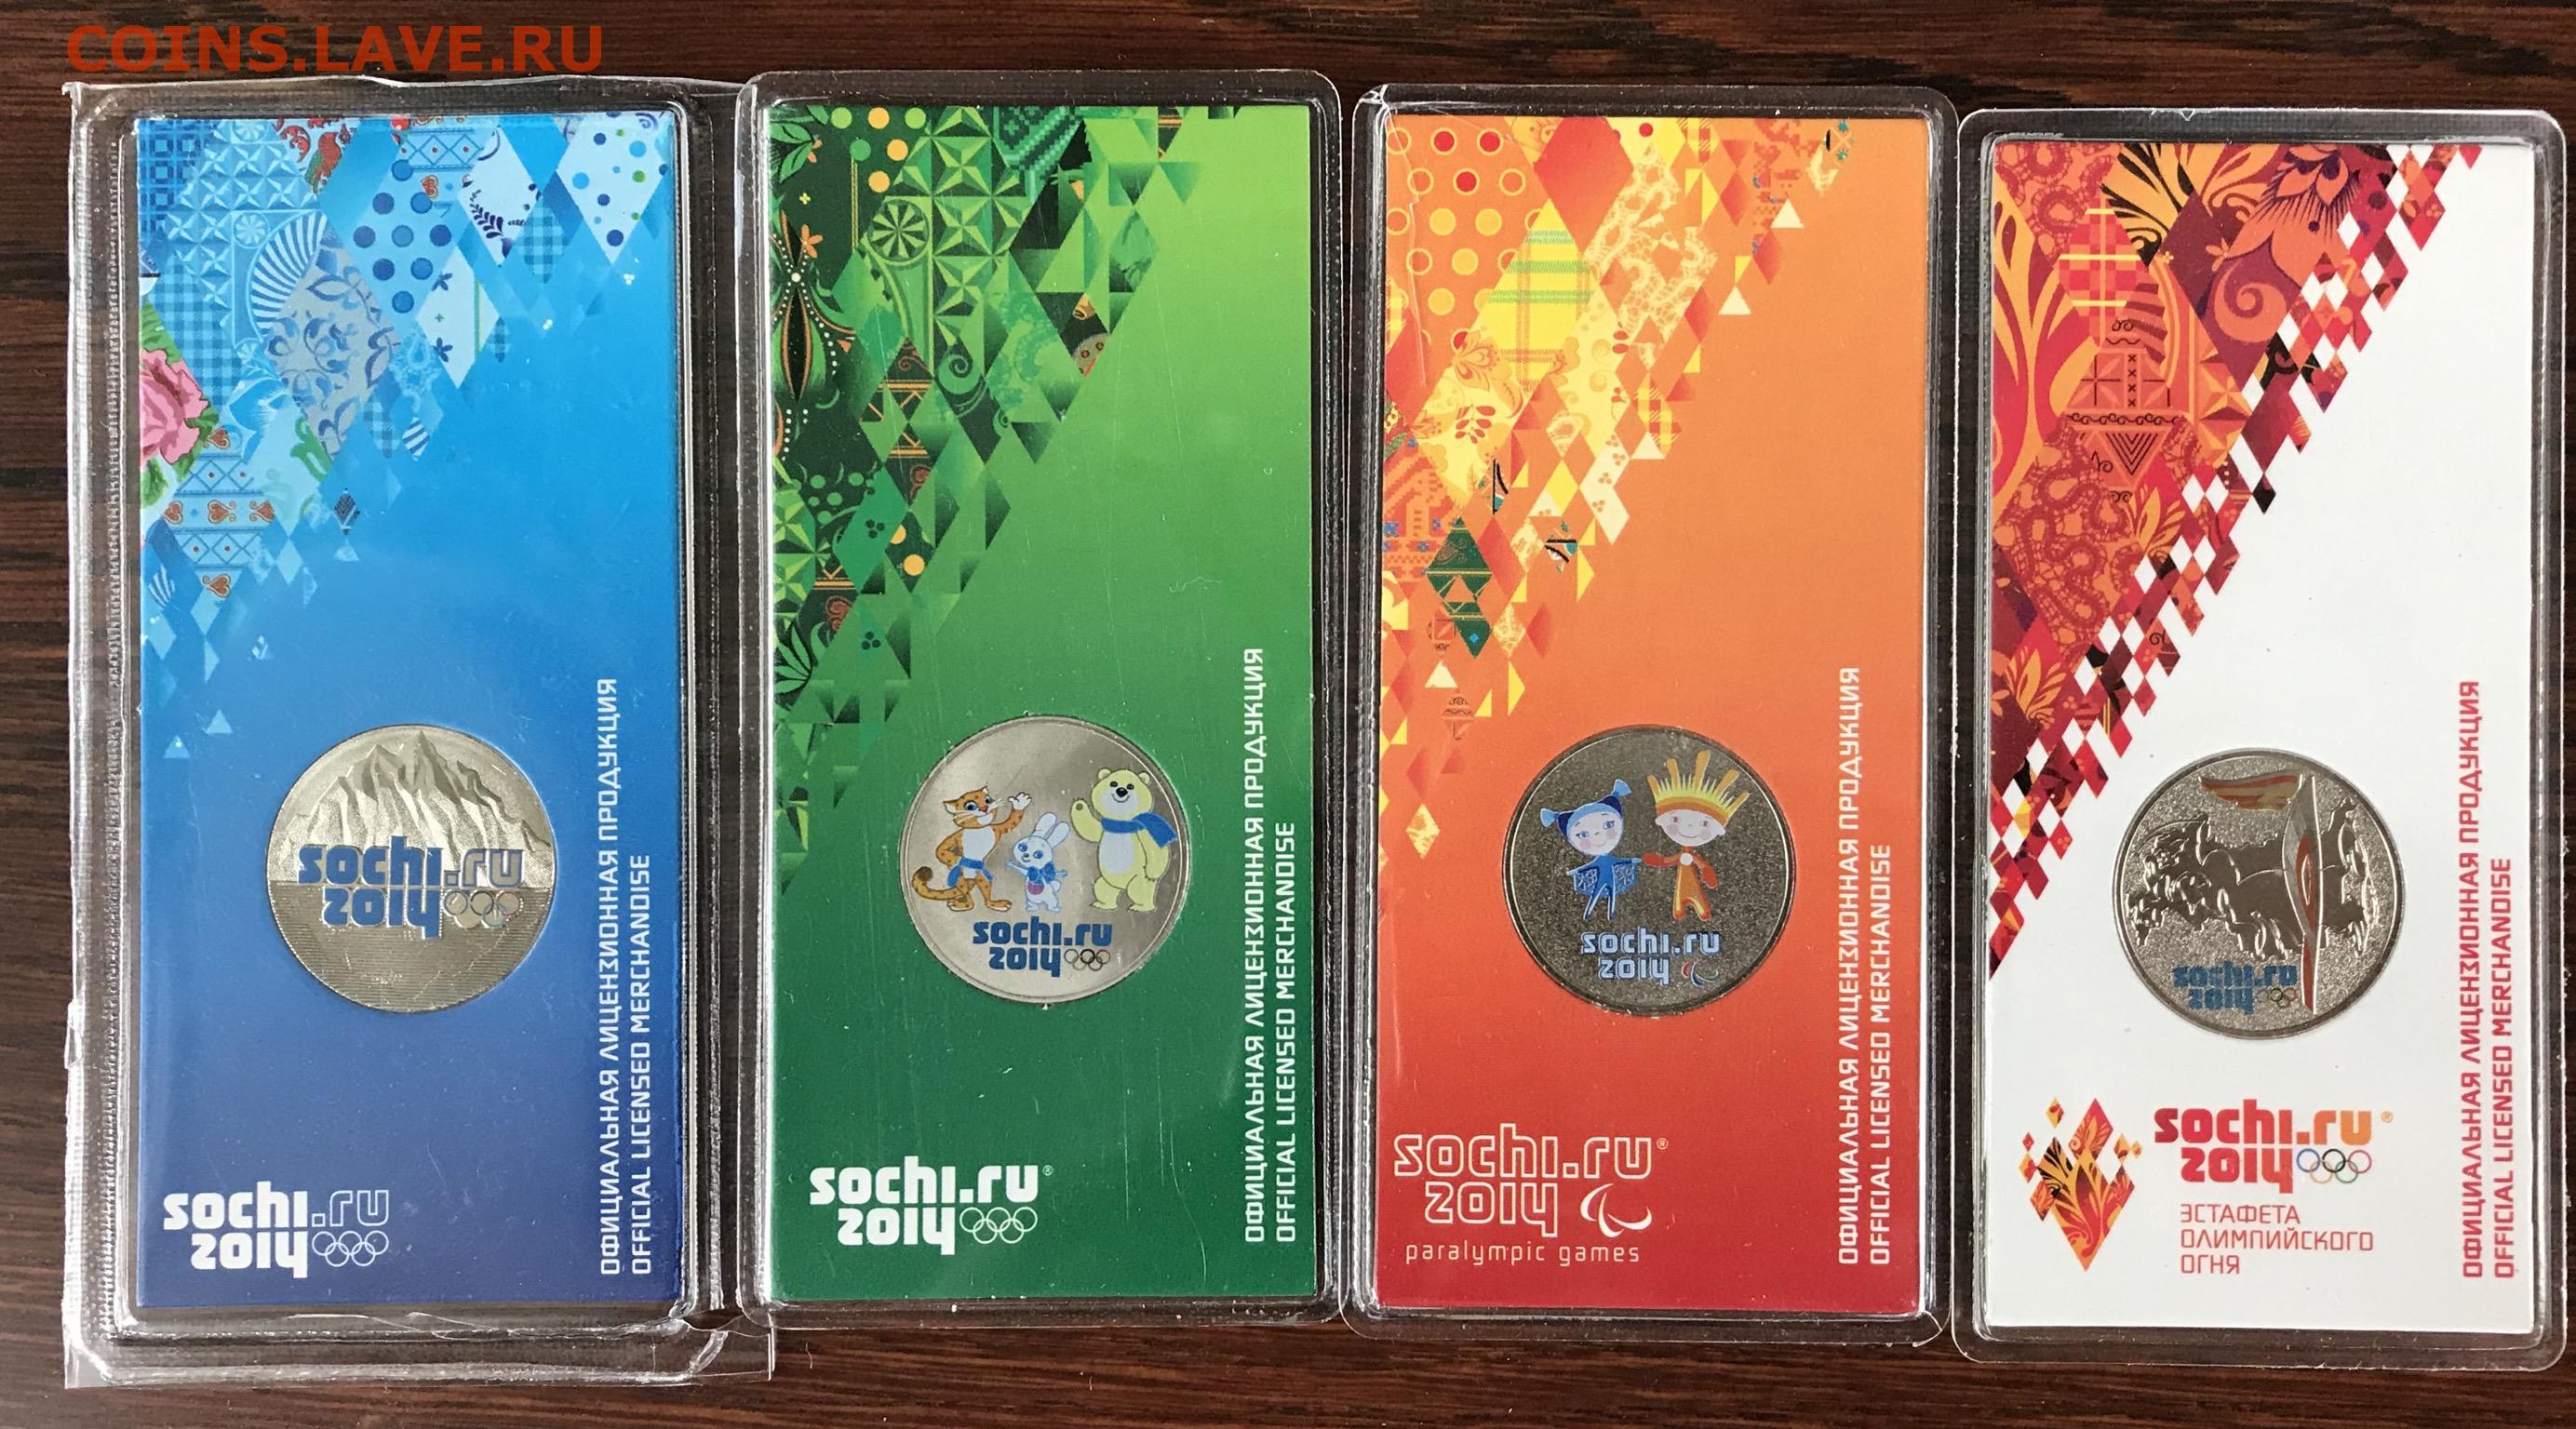 COINS.LAVE.RU
sochi.ru
2014
ОФИЦИАЛЬНАЯ ЛИЦЕНЗИОННАЯ ПРОДУКЦИЯ
OFFICIAL LICENSED MERCHANDISE
sochi.ru
2014
sochi.ru
2014
ОФИЦИАЛЬНАЯ ЛИЦЕНЗИОННАЯ ПРОДУКЦИЯ
OFFICIAL LICENSED MERCHANDISE
sochi.ru®
2014
sochi.ru
2014
ОФИЦИАЛЬНАЯ ЛИЦЕНЗИОННАЯ ПРОДУКЦИЯ
OFFICIAL LICENSED MERCHANDISE
sochi.ru®
2014
paralympic games
sochi.ru
2014
ОФИЦИАЛЬНАЯ ЛИЦЕНЗИОННАЯ ПРОДУКЦИЯ
OFFICIAL LICENSED MERCHANDISE
sochi.ru®
2014
ЭСТАФЕТА
ОЛИМПИЙСКОГО
ОГНЯ